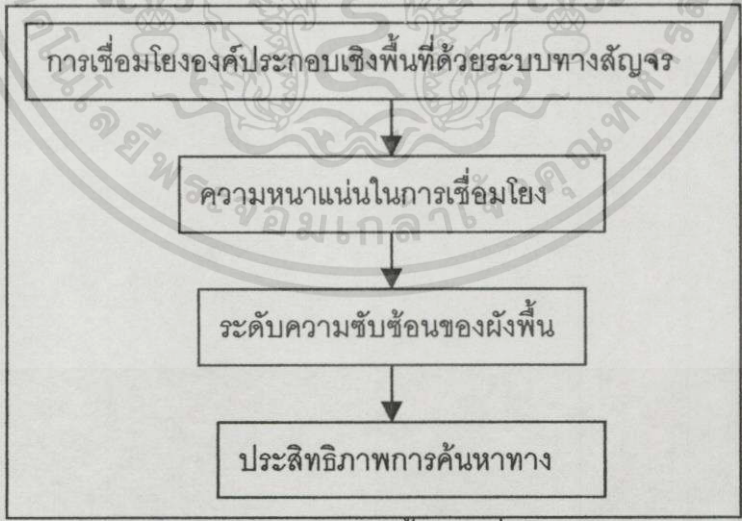 การเชื่อมโยงองค์ประกอบเชิงพื้นที่ด้วยระบบทางสัญจร
ความหนาแน่นในการเชื่อมโยง
ระดับความซับซ้อนของผังพื้น
ประสิทธิภาพการค้นหาทาง